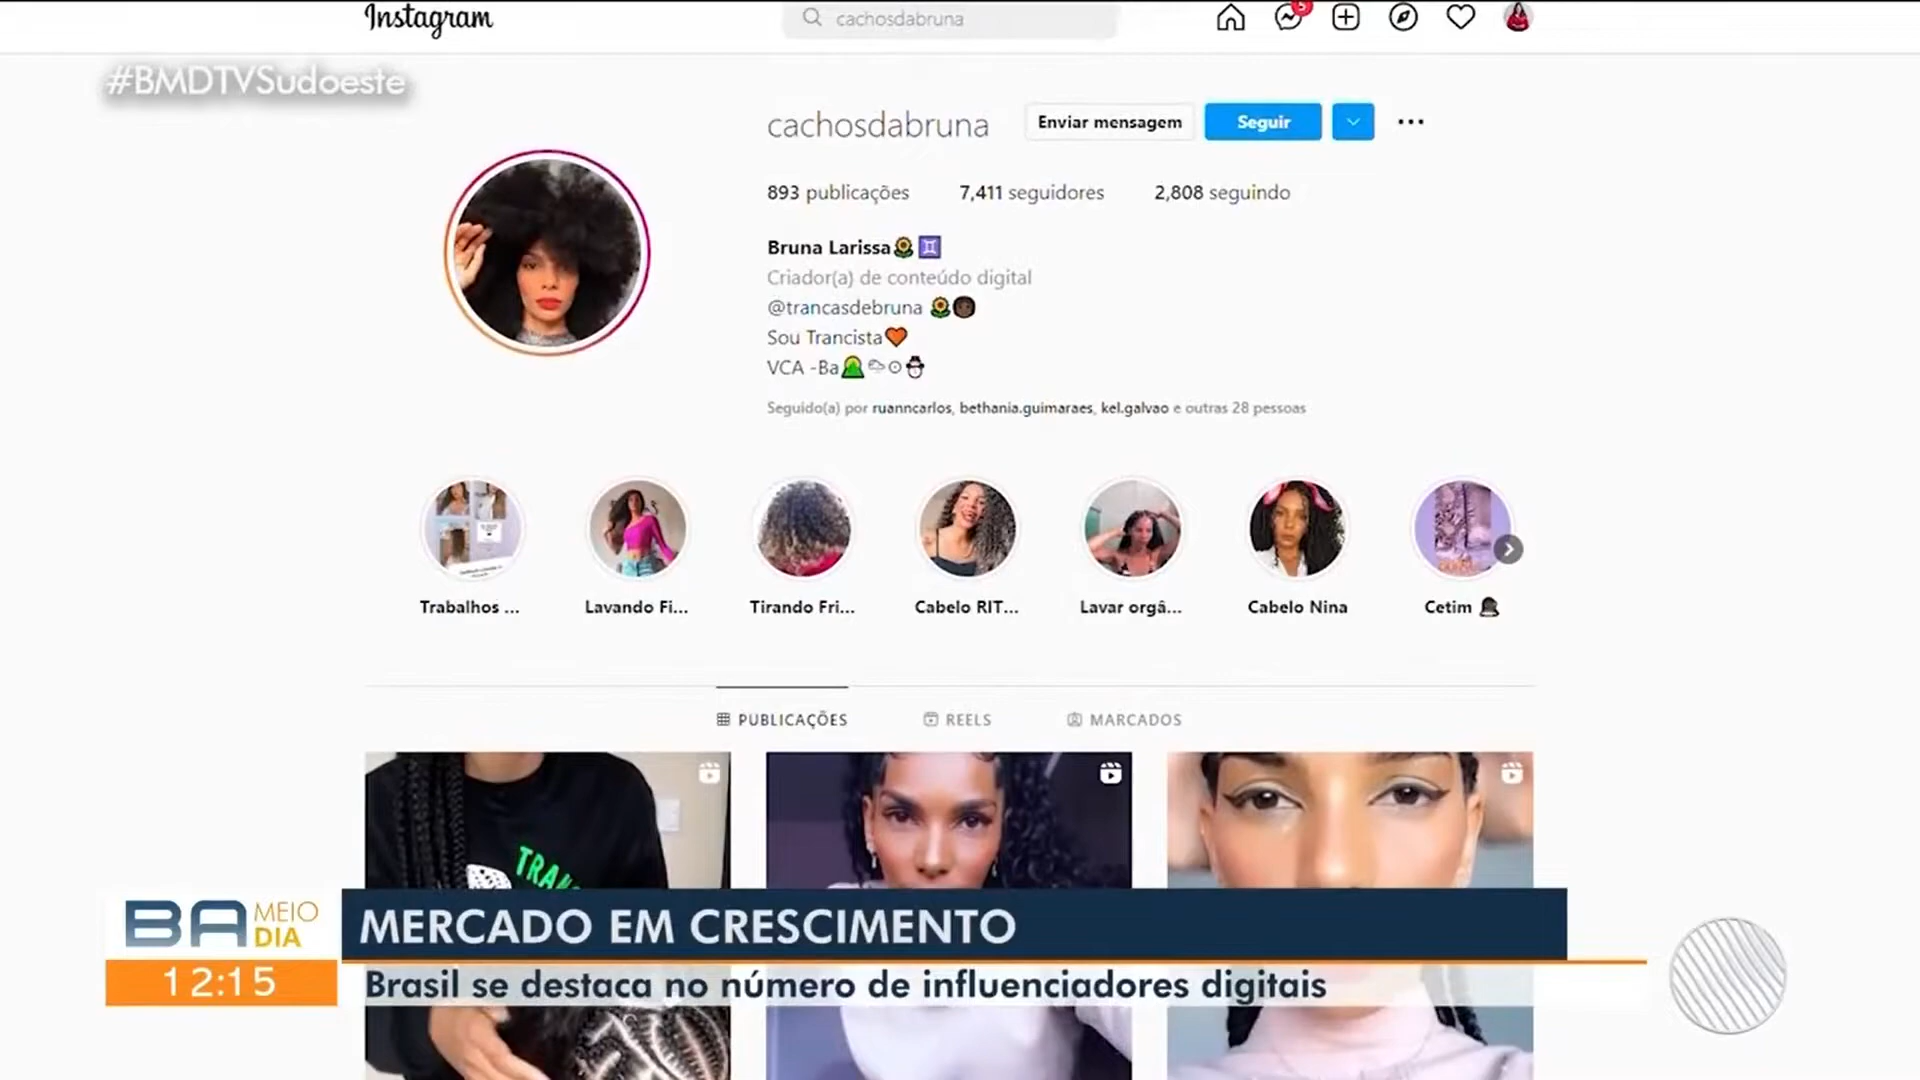 Instagram
cachosdabruna
5
#BMDTVSudoeste
cachosdabruna
Enviar mensagem
Seguir
893 publicações
7,411 seguidores
2,808 seguindo
Bruna Larissa🌻♊
Criador(a) de conteúdo digital
@trancasdebruna 🌻👩🏿
Sou Trancista🧡
VCA -Ba
Seguido(a) por ruanncarlos, bethania.guimaraes, kel.galvao e outras 28 pessoas
Trabalhos ...
Lavando Fi...
Tirando Fri...
Cabelo RIT...
Lavar orgâ...
Cabelo Nina
Cetim
PUBLICAÇÕES
REELS
MARCADOS
BA MEIO DIA
MERCADO EM CRESCIMENTO
12:15
Brasil se destaca no número de influenciadores digitais